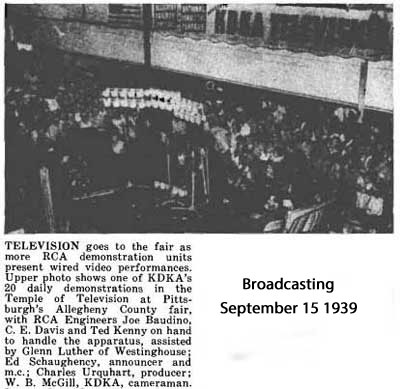 KDKA
TELEVISION goes to the fair as
more RCA demonstration units
present wired video performances.
Upper photo shows one of KDKA's
20 daily demonstrations in the
Temple of Television at Pitts-
burgh's Allegheny County fair,
with RCA Engineers Joe Baudino,
C. E. Davis and Ted Kenny on hand
to handle the apparatus, assisted
by Glenn Luther of Westinghouse;
Ed Schaughency, announcer and
m.c.; Charles Urquhart, producer;
W. B. McGill, KDKA, cameraman.
Broadcasting
September 15 1939